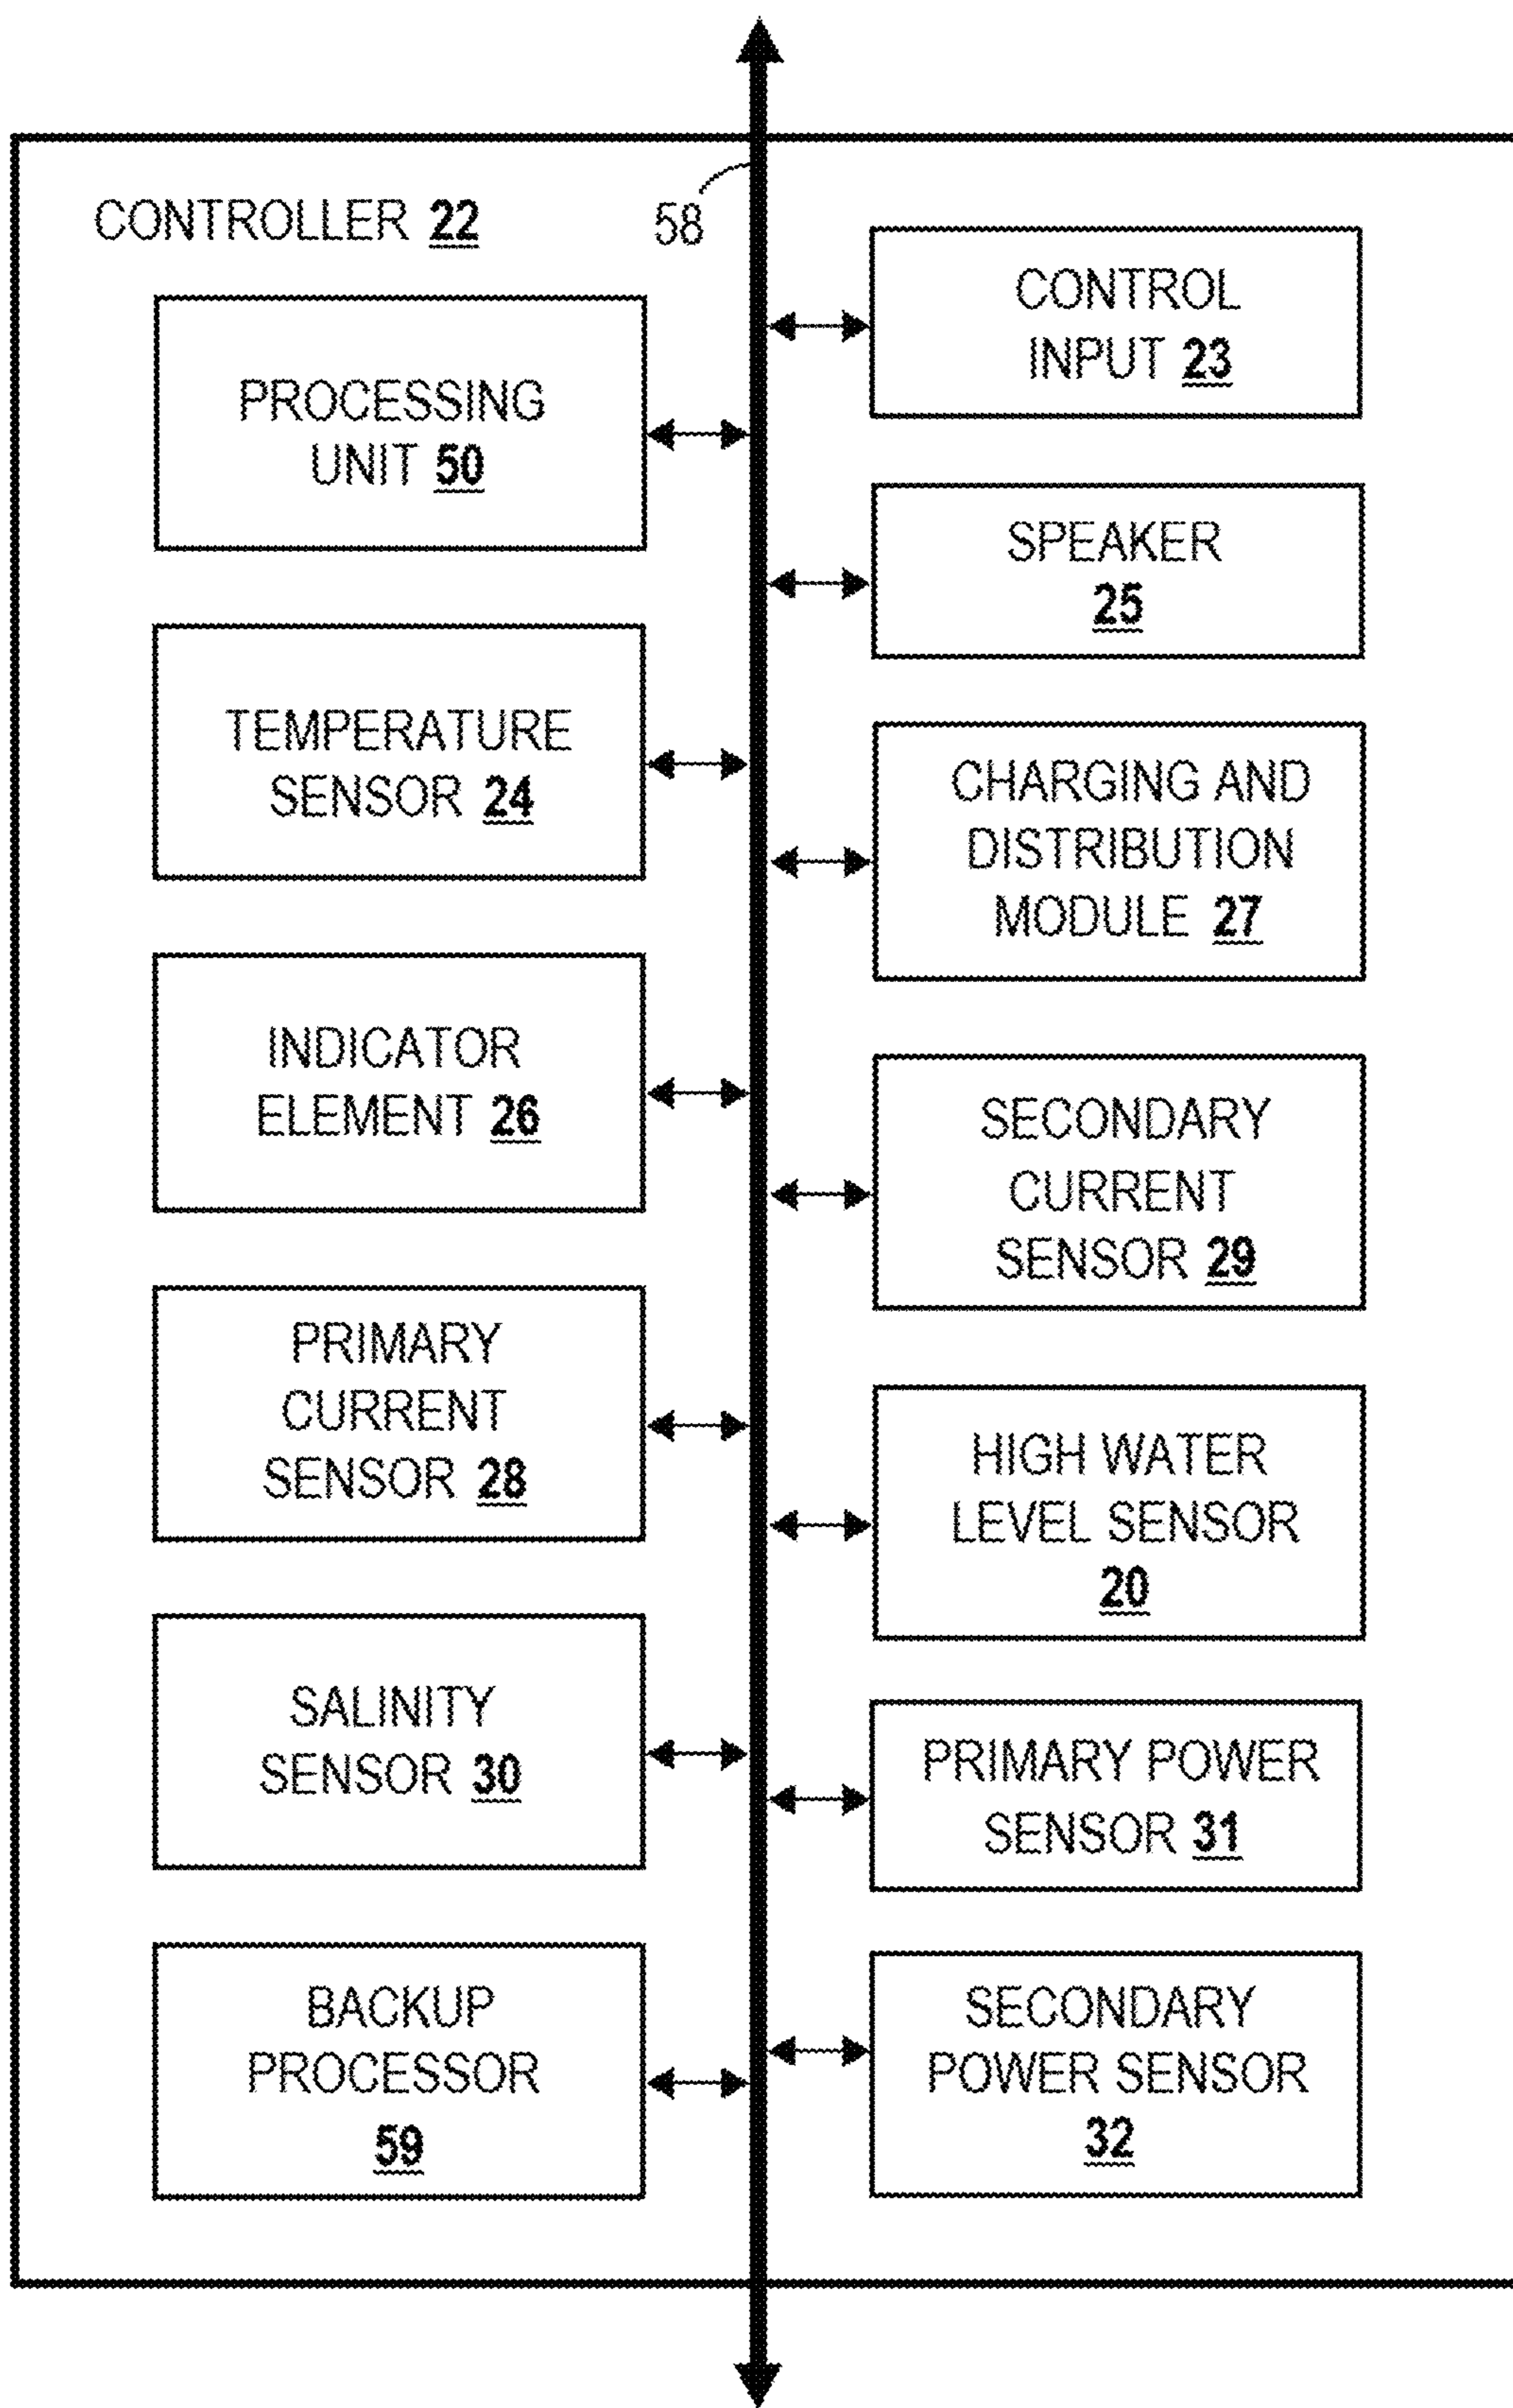 CONTROLLER 22
58
PROCESSING
UNIT 50
TEMPERATURE
SENSOR 24
INDICATOR
ELEMENT 26
PRIMARY
CURRENT
SENSOR 28
SALINITY
SENSOR 30
BACKUP
PROCESSOR
59
CONTROL
INPUT 23
SPEAKER
25
CHARGING AND
DISTRIBUTION
MODULE 27
SECONDARY
CURRENT
SENSOR 29
HIGH WATER
LEVEL SENSOR
20
PRIMARY POWER
SENSOR 31
SECONDARY
POWER SENSOR
32